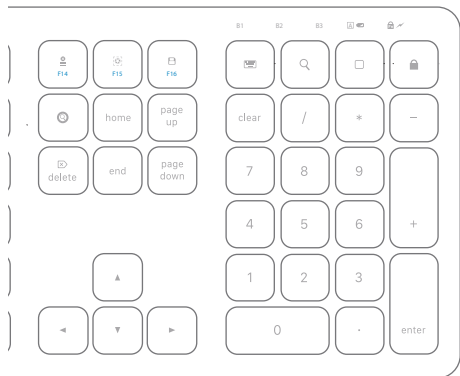 B1 B2 B3 A
F14 F15 F16
home page up clear / * -
delete end page down 7 8 9
4 5 6 +
1 2 3
0 . enter